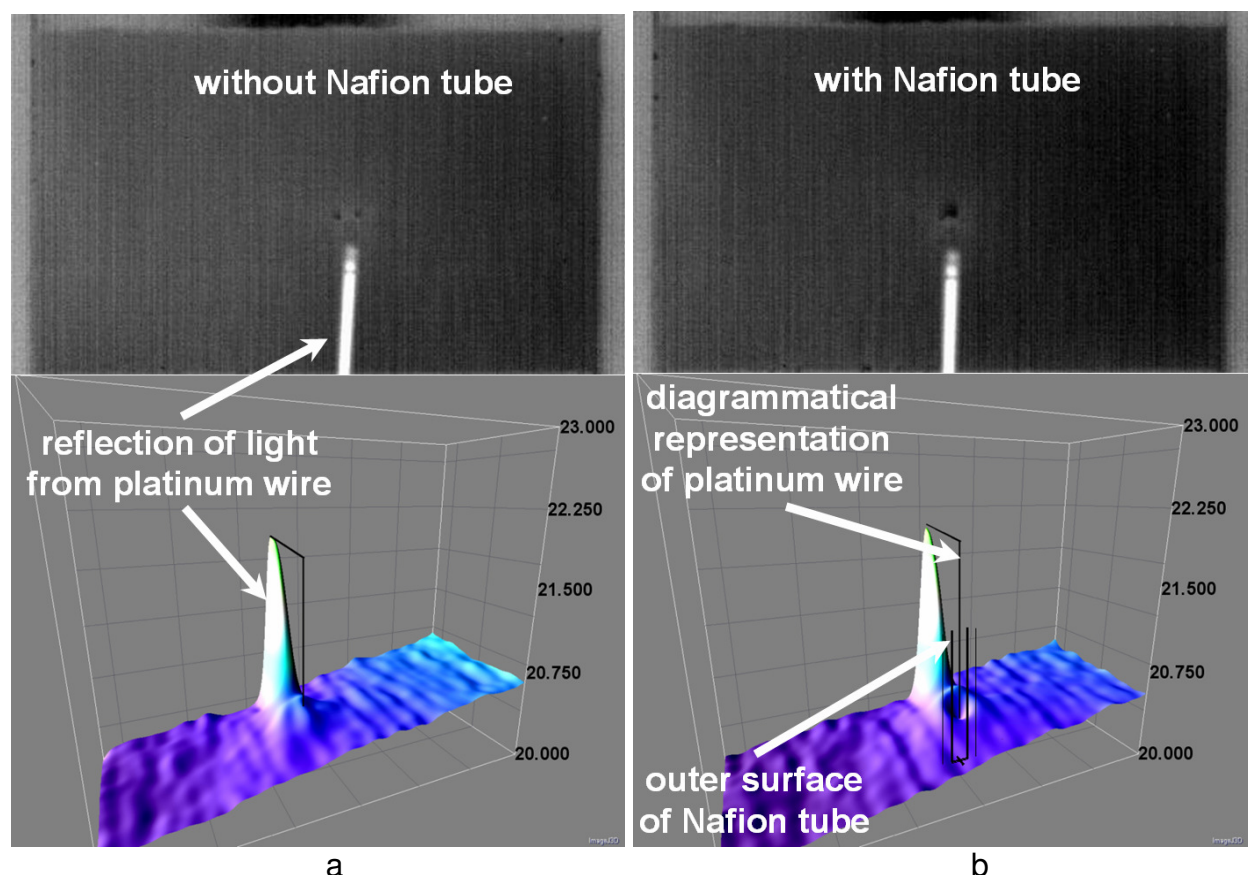 without Nafion tube
with Nafion tube
reflection of light
from platinum wire
23.000
22.250
21.500
20.750
20.000
ImageJ3D
a
diagrammatical
representation
of platinum wire
23.000
22.250
21.500
20.750
20.000
outer surface
of Nafion tube
ImageJ3D
b